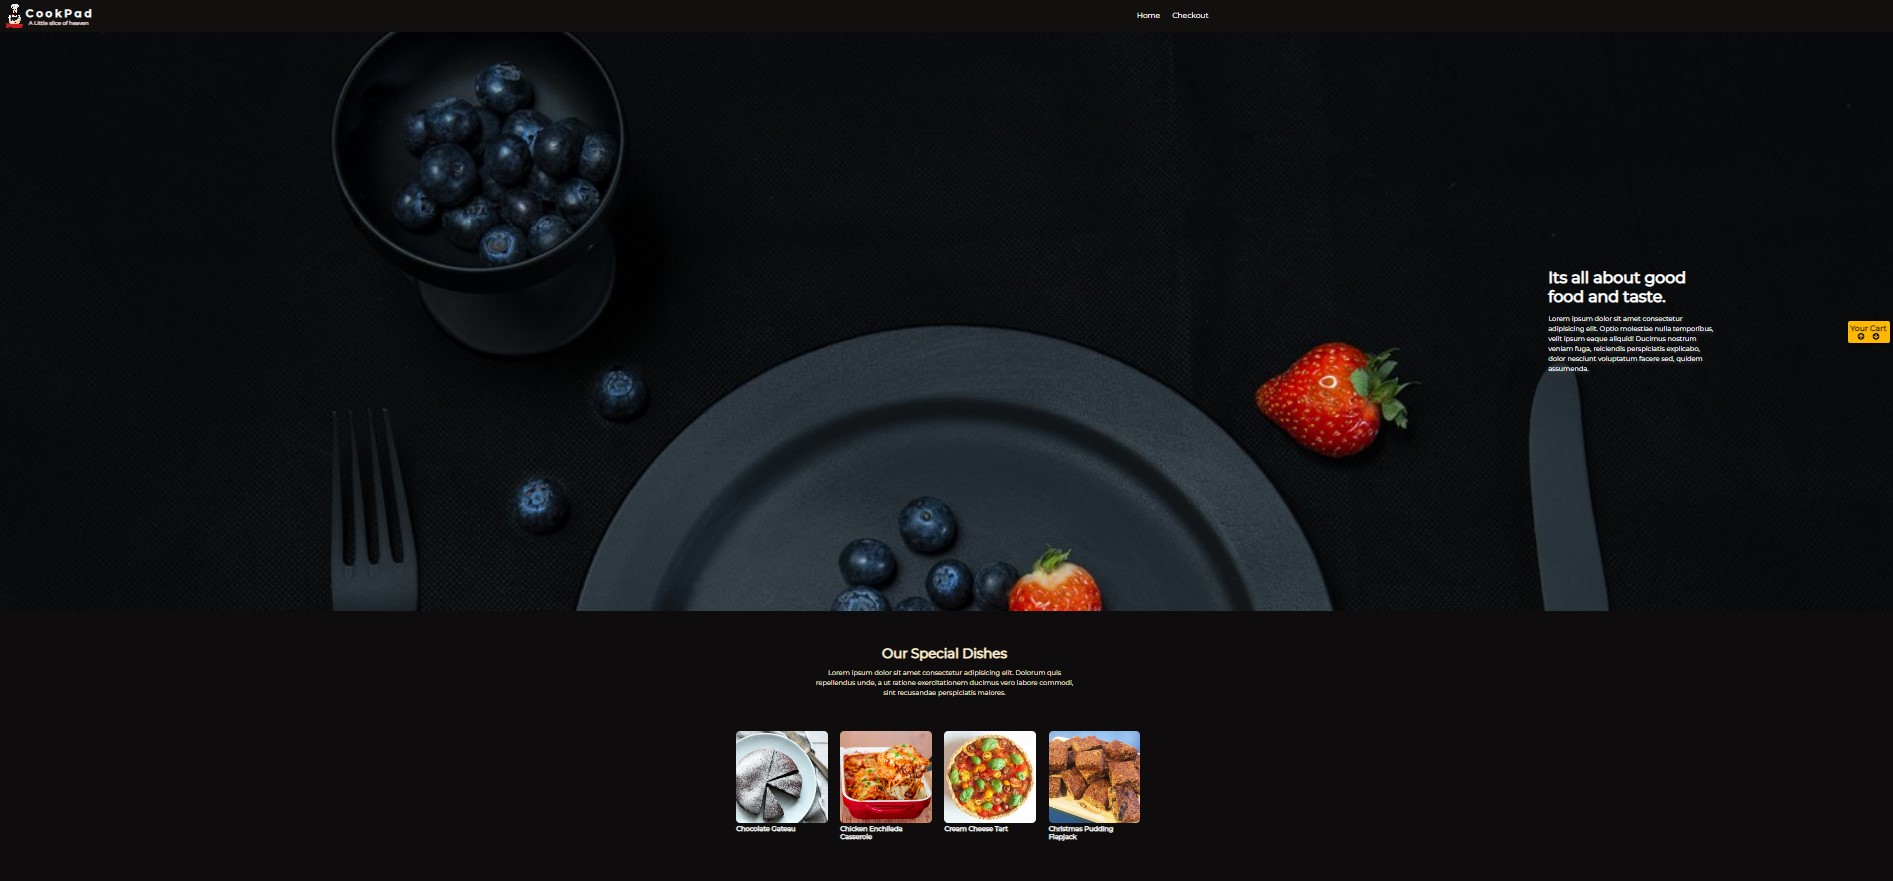 CookPad
A Little slice of heaven
Home Checkout
Its all about good
food and taste.
Lorem ipsum dolor sit amet consectetur
adipisicing elit. Optio molestiae nulla temporibus,
velit ipsum eaque aliquid! Ducimus nostrum
veniam fuga, reiciendis perspiciatis explicabo,
dolor nesciunt voluptatum facere sed, quidem
assumenda.
Your Cart
Our Special Dishes
Lorem ipsum dolor sit amet consectetur adipisicing elit. Dolorum quis
repellendus unde, a ut ratione exercitationem ducimus vero labore commodi,
sint recusandae perspiciatis maiores.
Chocolate Gateau
Chicken Enchilada
Casserole
Cream Cheese Tart
Christmas Pudding
Flapjack